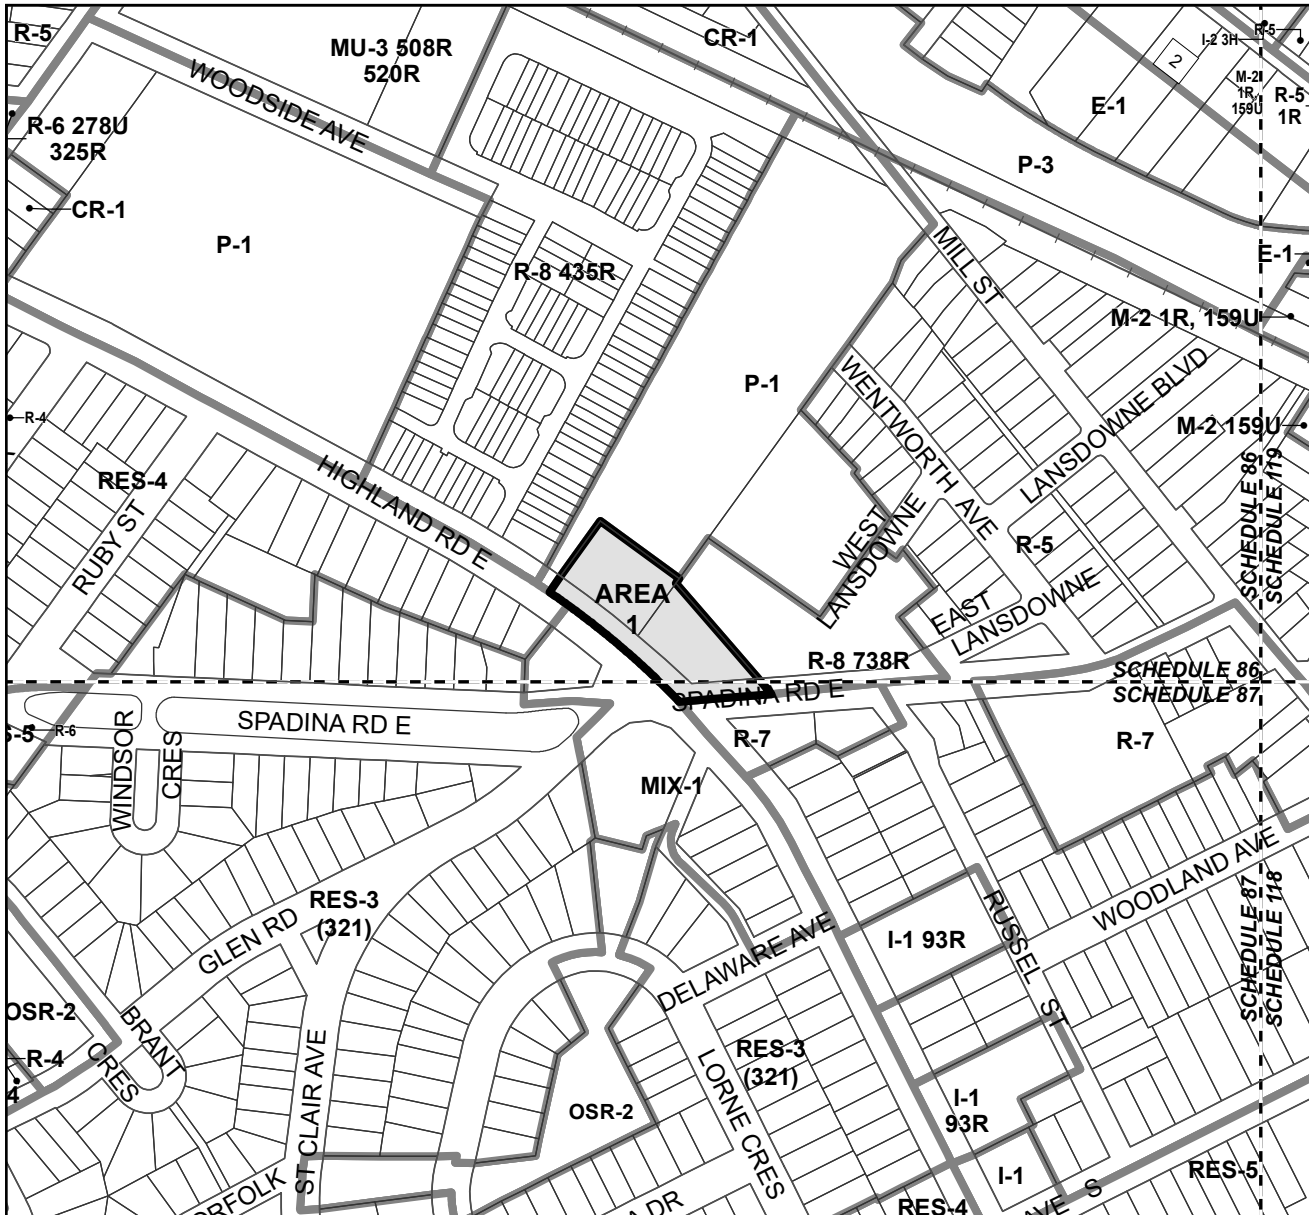 R-5
MU-3 508R
520R
CR-1
I-2 3H
R-5
2
M-2
1R,
159U
R-5
1R
E-1
WOODSIDE AVE
R-6 278U
325R
P-3
CR-1
P-1
MILL ST
E-1
R-8 435R
M-2 1R, 159U
P-1
WENTWORTH AVE
LANSDOWNE BLVD
R-4
M-2 159U
RES-4
HIGHLAND RD E
SCHEDULE 86
SCHEDULE 119
RUBY ST
WEST
LANSDOWNE
R-5
AREA
1
EAST
LANSDOWNE
R-8 738R
SCHEDULE 86
SCHEDULE 87
SPADINA RD E
SPADINA RD E
S-5
R-6
WINDSOR
CRES
R-7
R-7
MIX-1
WOODLAND AVE
RES-3
(321)
GLEN RD
RUSSEL ST
I-1 93R
DELAWARE AVE
SCHEDULE 87
SCHEDULE 118
OSR-2
BRANT
CRES
R-4
4
ST CLAIR AVE
RES-3
(321)
LORNE CRES
OSR-2
I-1
93R
ORFOLK
A DR
RES-4
I-1
AVE S
RES-5